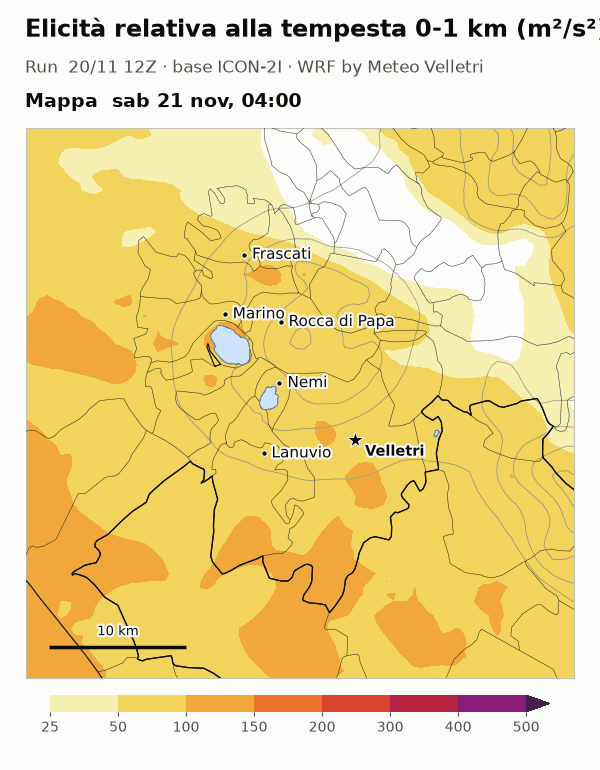 Elicità relativa alla tempesta 0-1 km (m²/s²)
Run  20/11 12Z · base ICON-2I · WRF by Meteo Velletri
Mappa  sab 21 nov, 04:00
Frascati
Marino
Rocca di Papa
Nemi
Velletri
Lanuvio
10 km
25 50 100 150 200 300 400 500